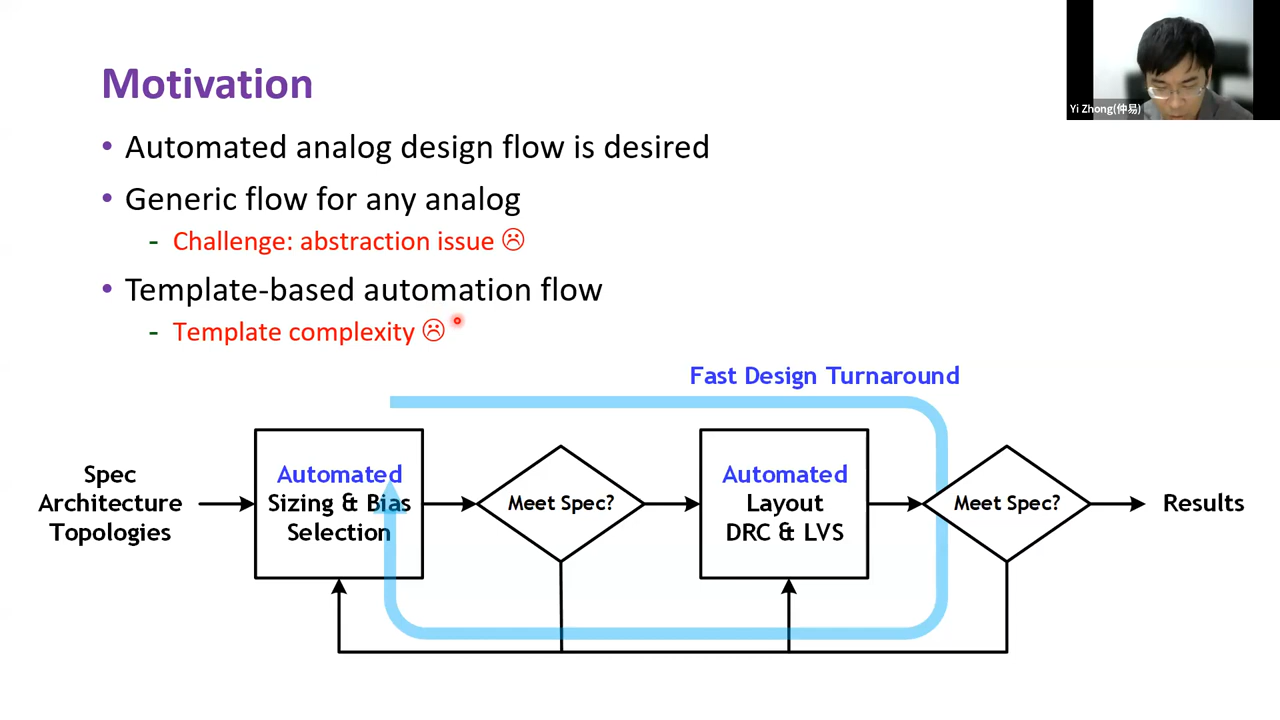 Motivation
Yi Zhong(仲易)
• Automated analog design flow is desired
• Generic flow for any analog
- Challenge: abstraction issue ☹
• Template-based automation flow
- Template complexity ☹
Fast Design Turnaround
Spec
Architecture
Topologies
Automated
Sizing & Bias
Selection
Meet Spec?
Automated
Layout
DRC & LVS
Meet Spec?
Results